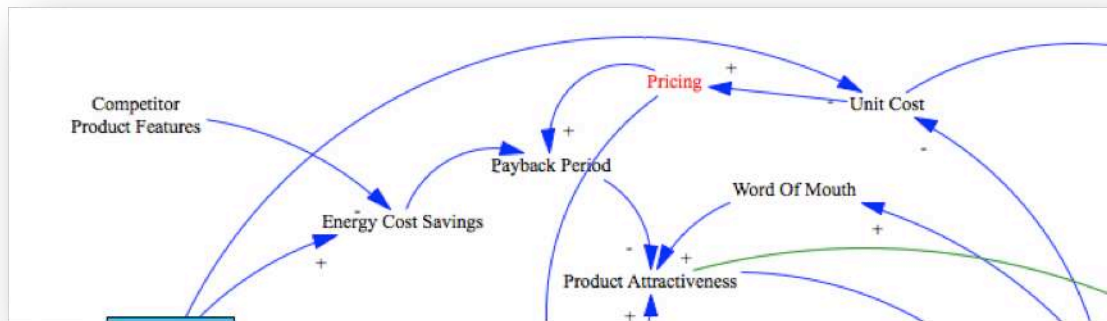 +
Pricing
Competitor
Product Features
-
Unit Cost
+
-
Payback Period
-
Word Of Mouth
-
Energy Cost Savings
+
+
-
+
Product Attractiveness
+